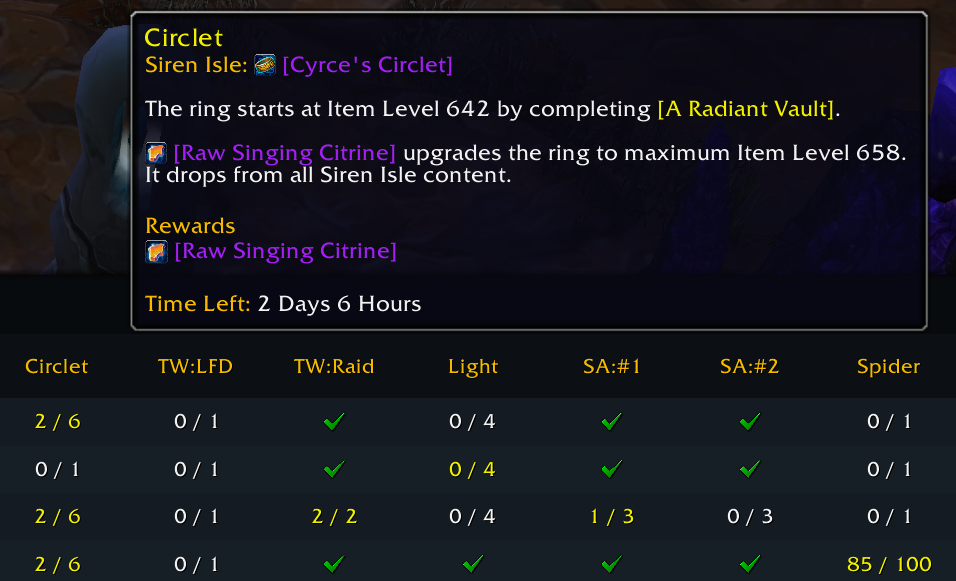 Circlet
Siren Isle: [Cyrce's Circlet]
The ring starts at Item Level 642 by completing [A Radiant Vault].
[Raw Singing Citrine] upgrades the ring to maximum Item Level 658.
It drops from all Siren Isle content.
Rewards
[Raw Singing Citrine]
Time Left: 2 Days 6 Hours
Circlet TW:LFD TW:Raid Light SA:#1 SA:#2 Spider
2 / 6 0 / 1 0 / 4 0 / 1
0 / 1 0 / 1 0 / 4 0 / 1
2 / 6 0 / 1 2 / 2 0 / 4 1 / 3 0 / 3 0 / 1
2 / 6 0 / 1 85 / 100